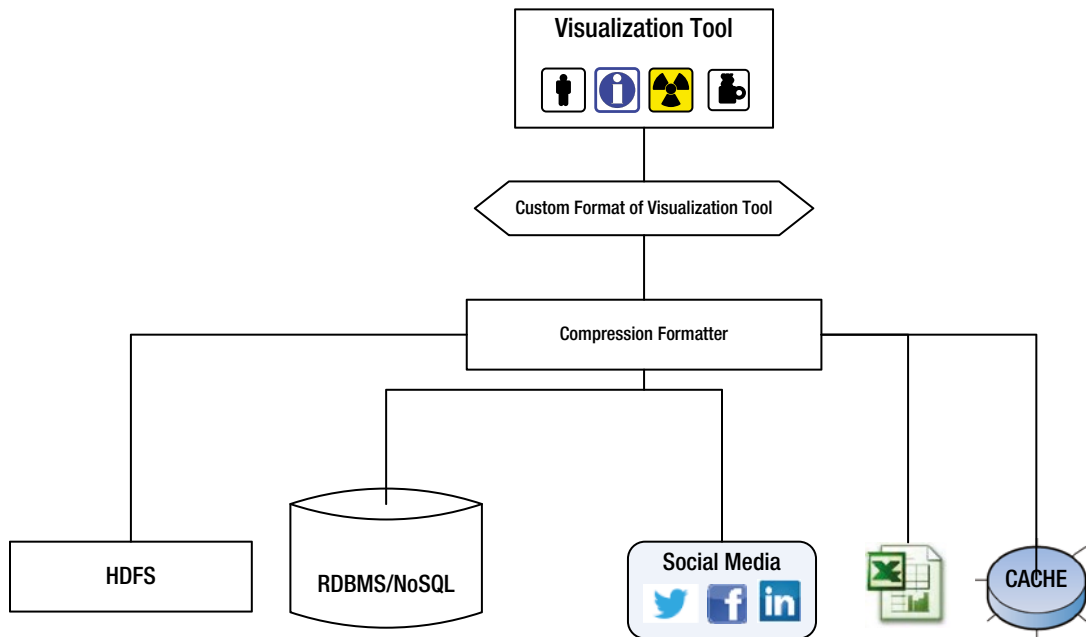 Visualization Tool
Custom Format of Visualization Tool
Compression Formatter
HDFS
RDBMS/NoSQL
Social Media
CACHE